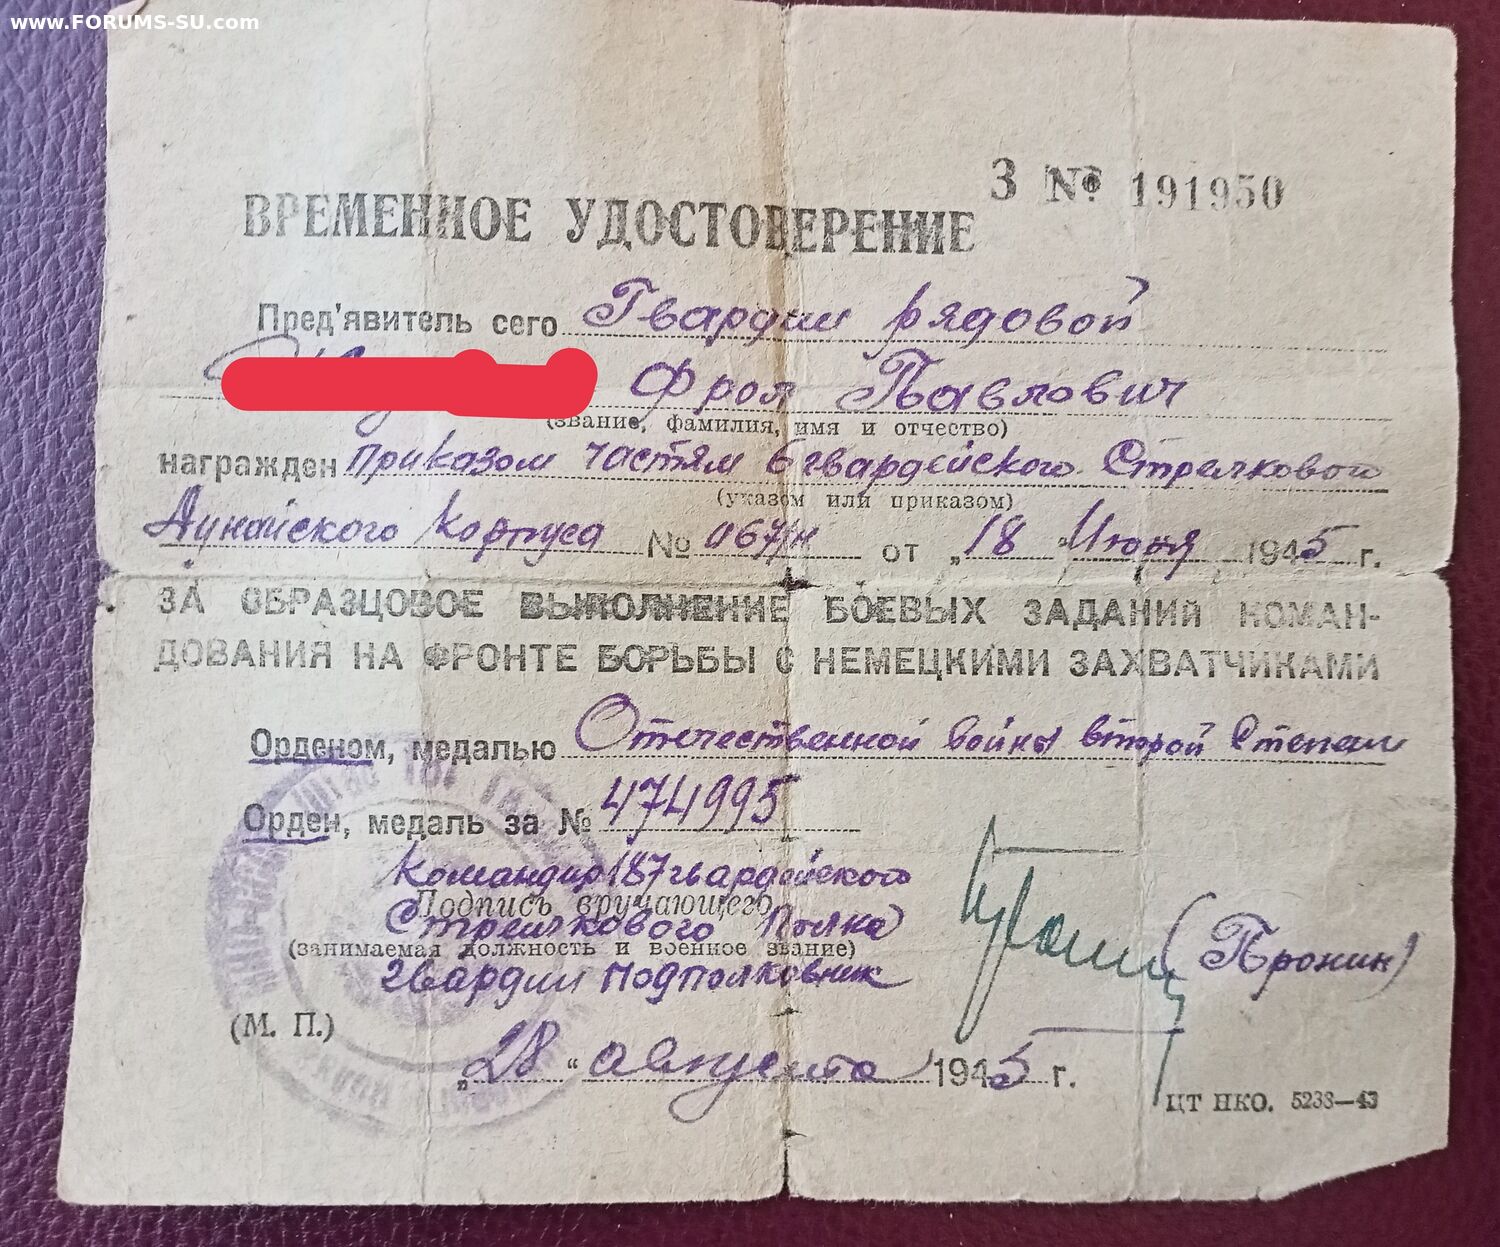 www.FORUMS-SU.com
З № 191950
ВРЕМЕННОЕ УДОСТОВЕРЕНИЕ
Пред'явитель сего Гвардии рядовой
Фрол Павлович
(звание, фамилия, имя и отчество)
награжден приказом частям 6 гвардейского Стрелкового
(указом или приказом)
Дунайского Корпуса № 067/н от „18" Июня 1945 г.
ЗА ОБРАЗЦОВОЕ ВЫПОЛНЕНИЕ БОЕВЫХ ЗАДАНИЙ КОМАН-
ДОВАНИЯ НА ФРОНТЕ БОРЬБЫ С НЕМЕЦКИМИ ЗАХВАТЧИКАМИ
Орденом, медалью Отечественной войны второй Степени
Орден, медаль за № 474995
Командир 187 гвардейского
Подпись вручающего
Стрелкового Полка
(занимаемая должность и военное звание)
гвардии подполковник
(Пронин)
(М. П.)
„28" августа 1945 г.
ЦТ НКО. 5238—43